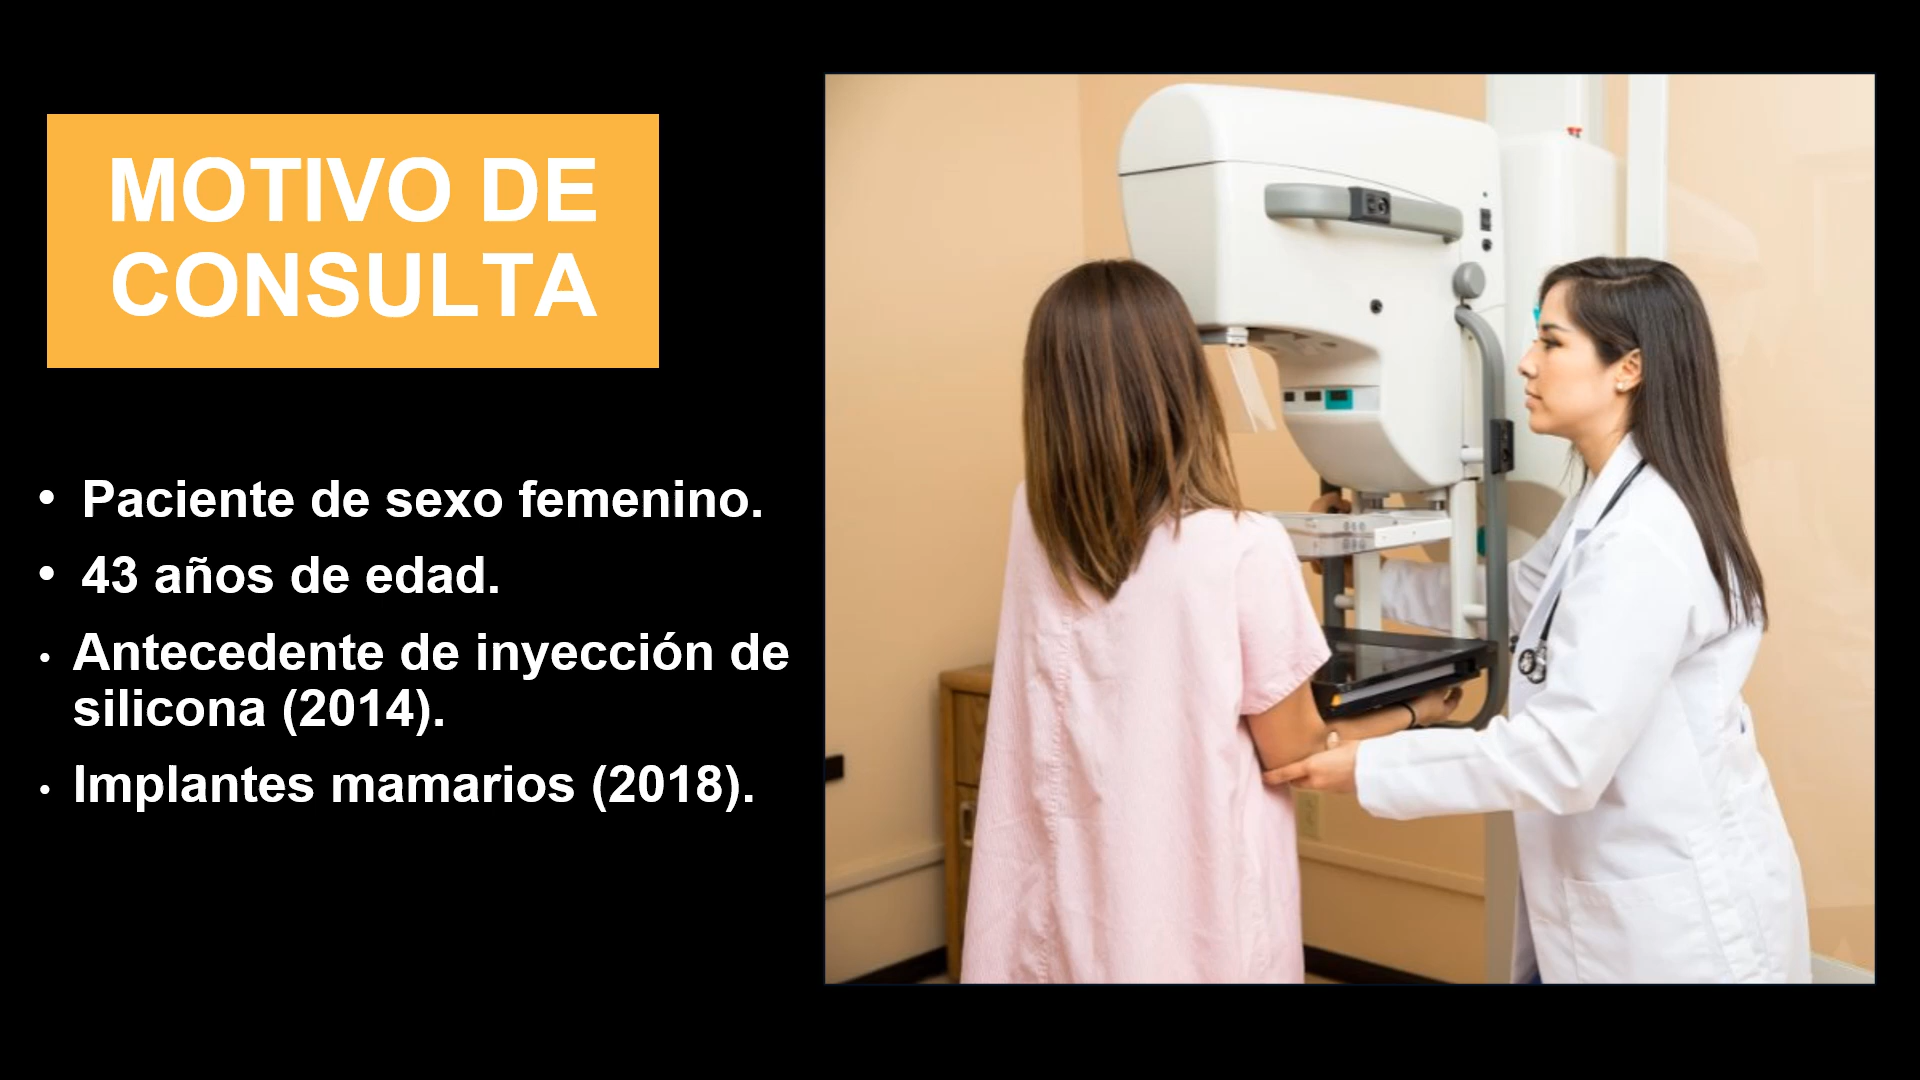 MOTIVO DE
CONSULTA
• Paciente de sexo femenino.
• 43 años de edad.
• Antecedente de inyección de
silicona (2014).
• Implantes mamarios (2018).